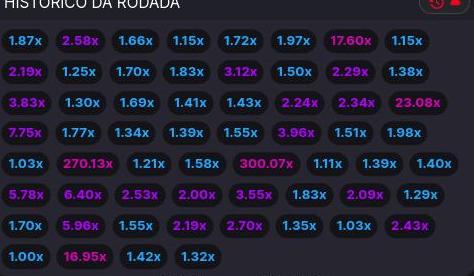 HISTÓRICO DA RODADA
1.87x 2.58x 1.66x 1.15x 1.72x 1.97x 17.60x 1.15x
2.19x 1.25x 1.70x 1.83x 3.12x 1.50x 2.29x 1.38x
3.83x 1.30x 1.69x 1.41x 1.43x 2.24x 2.34x 23.08x
7.75x 1.77x 1.34x 1.39x 1.55x 3.96x 1.51x 1.98x
1.03x 270.13x 1.21x 1.58x 300.07x 1.11x 1.39x 1.40x
5.78x 6.40x 2.53x 2.00x 3.55x 1.83x 2.09x 1.29x
1.70x 5.96x 1.55x 2.19x 2.70x 1.35x 1.03x 2.43x
1.00x 16.95x 1.42x 1.32x